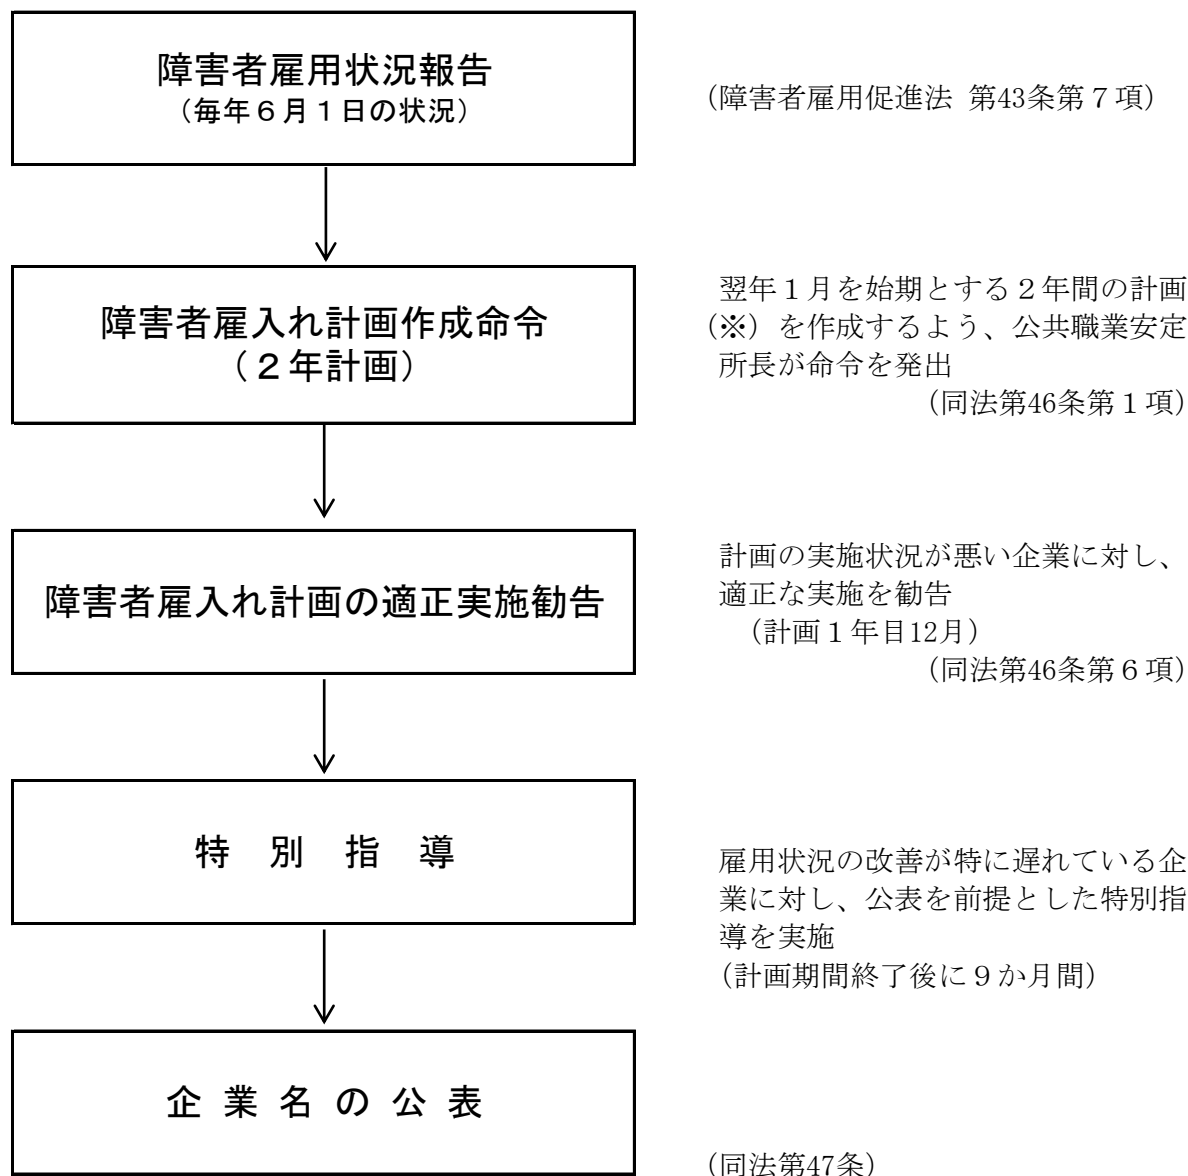 障害者雇用状況報告
（毎年６月１日の状況）
（障害者雇用促進法 第43条第７項）
障害者雇入れ計画作成命令
（２年計画）
翌年１月を始期とする２年間の計画
（※）を作成するよう、公共職業安定
所長が命令を発出
（同法第46条第１項）
障害者雇入れ計画の適正実施勧告
計画の実施状況が悪い企業に対し、
適正な実施を勧告
（計画１年目12月）
（同法第46条第６項）
特 別 指 導
雇用状況の改善が特に遅れている企
業に対し、公表を前提とした特別指
導を実施
（計画期間終了後に９か月間）
企 業 名 の 公 表
（同法第47条）